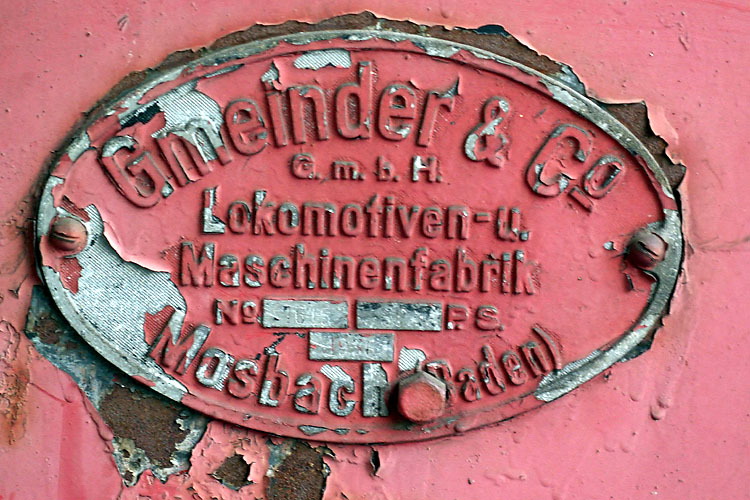 Gmeinder & Co
G.m.b.H.
Lokomotiven-u.
Maschinenfabrik
No. PS.
Mosbach (Baden)